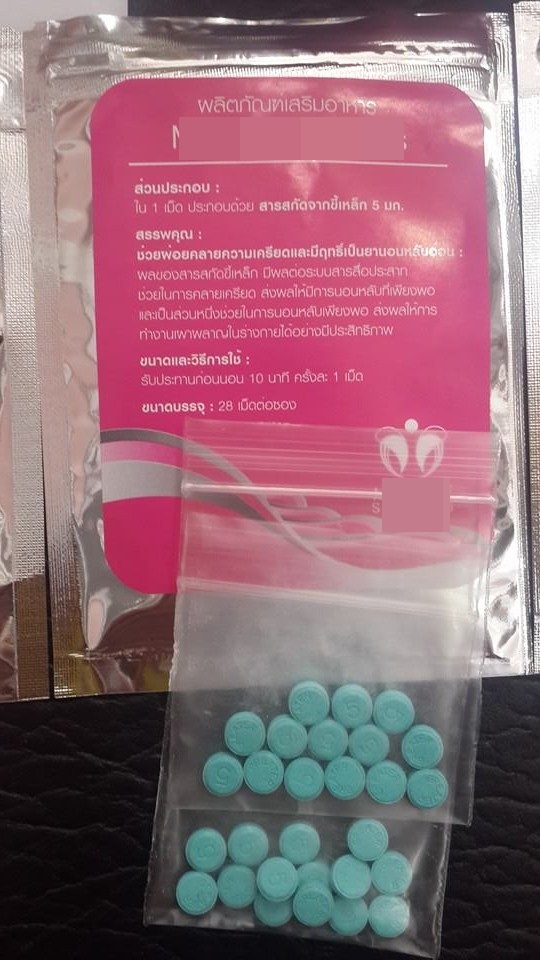 ผลิตภัณฑ์เสริมอาหาร
ส่วนประกอบ :
ใน 1 เม็ด ประกอบด้วย สารสกัดจากขี้เหล็ก 5 มก.
สรรพคุณ :
ช่วยผ่อยคลายความเครียดและมีฤทธิ์เป็นยานอนหลับอ่อน :
ผลของสารสกัดขี้เหล็ก มีผลต่อระบบสารสื่อประสาท
ช่วยในการคลายเครียด ส่งผลให้มีการนอนหลับที่เพียงพอ
และเป็นส่วนหนึ่งช่วยในการนอนหลับเพียงพอ ส่งผลให้การ
ทำงานเผาผลาญในร่างกายได้อย่างมีประสิทธิภาพ
ขนาดและวิธีการใช้ :
รับประทานก่อนนอน 10 นาที ครั้งละ 1 เม็ด
ขนาดบรรจุ : 28 เม็ดต่อซอง
5
5
5